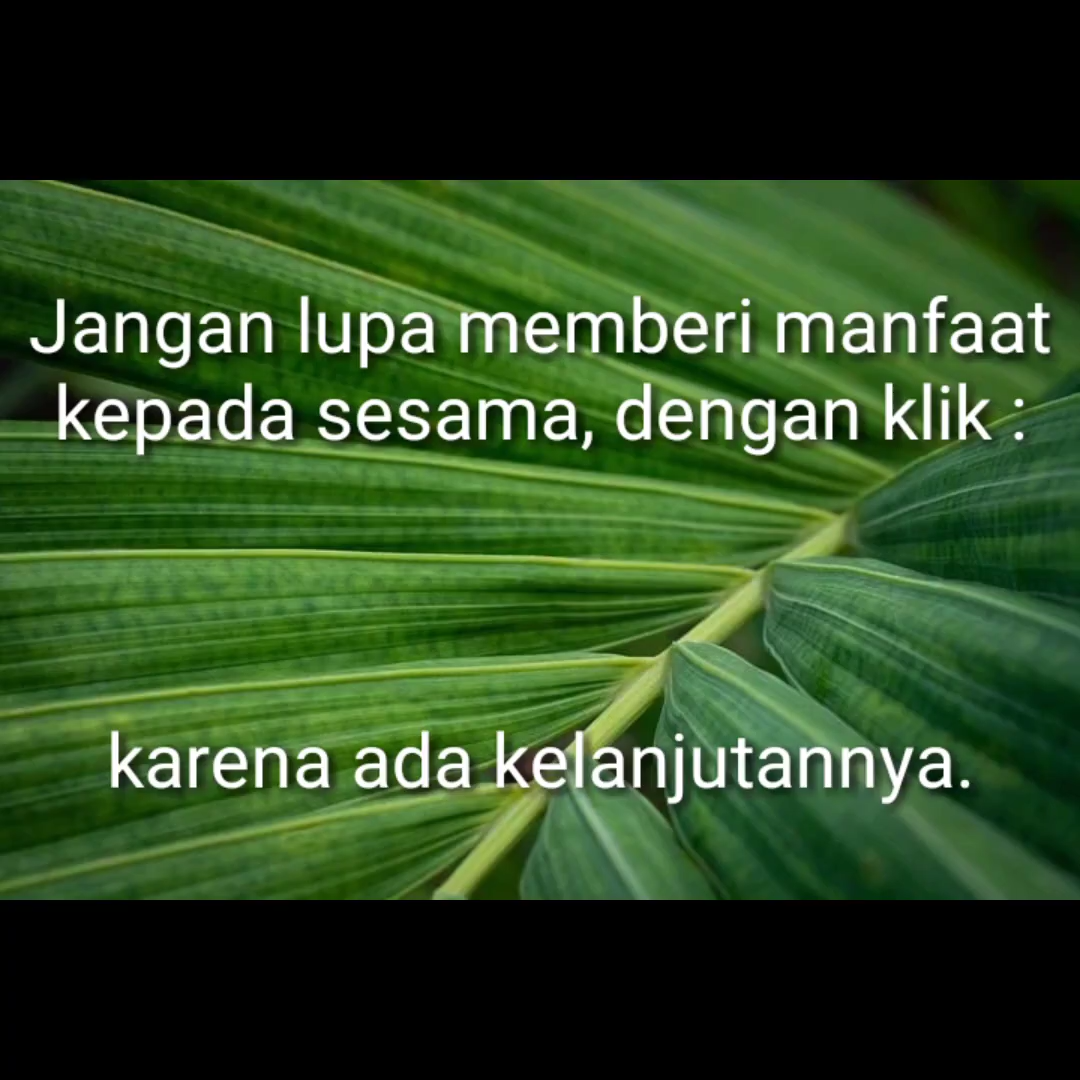 Jangan lupa memberi manfaat
kepada sesama, dengan klik :
karena ada kelanjutannya.